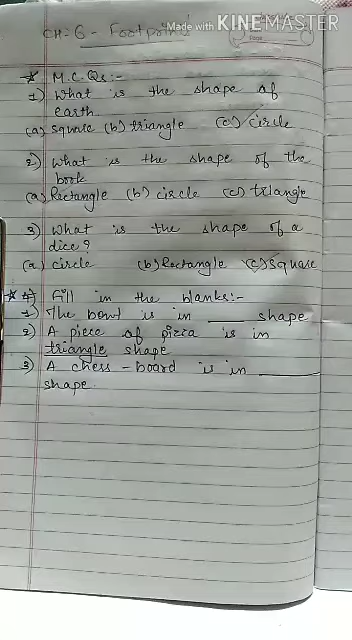 Made with KINEMASTER
CH-6 - Footpaths
* M.C.Qs:-
1) What is the shape of
earth.
(a) square (b) triangle (c) circle
2) What is the shape of the
book
(a) Rectangle (b) circle (c) triangle
3) What is the shape of a
dice?
(a) circle (b) Rectangle (c) square
* 4) Fill in the blanks:-
1) The bowl is in ____ shape
2) A piece of pizza is in
triangle shape
3) A chess-board is in ____
shape.